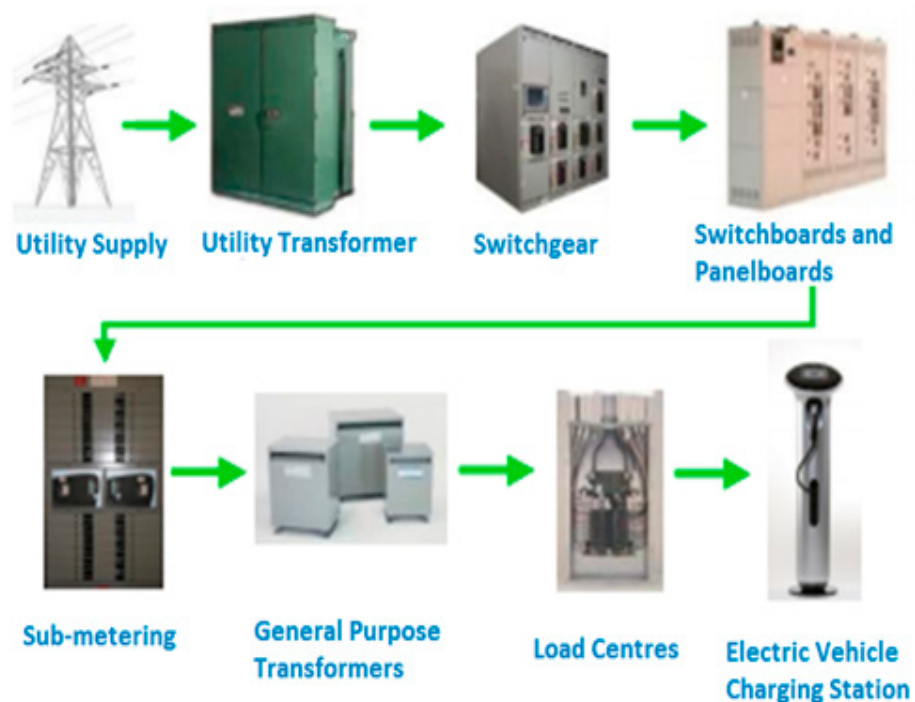 Utility Supply
Utility Transformer
Switchgear
Switchboards and
Panelboards
Sub-metering
General Purpose
Transformers
Load Centres
Electric Vehicle
Charging Station